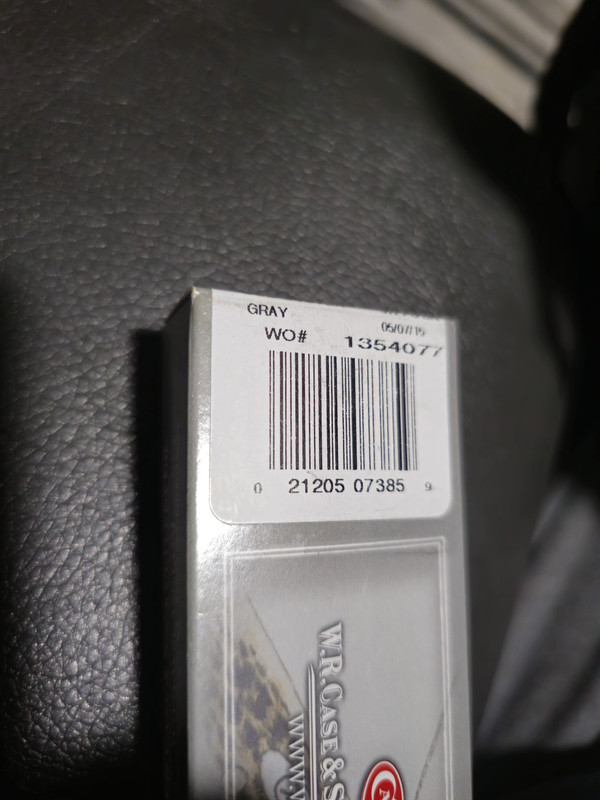 GRAY
05/07/15
WO# 1354077
0 21205 07385 9
W.R. CASE & S
WWW.